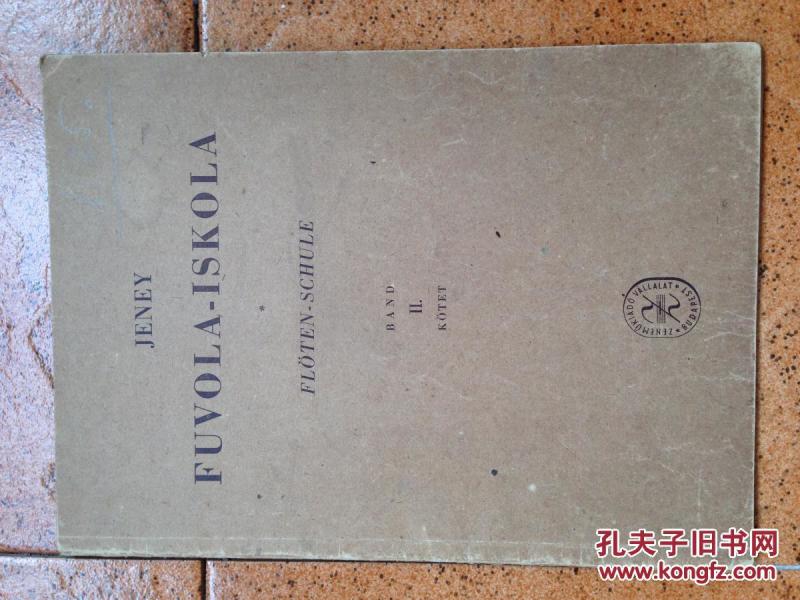 JENEY
FUVOLA-ISKOLA
*
FLÖTEN-SCHULE
BAND
II.
KÖTET
ZENEMŰKIADÓ VÁLLALAT * BUDAPEST *
孔夫子旧书网
www.kongfz.com